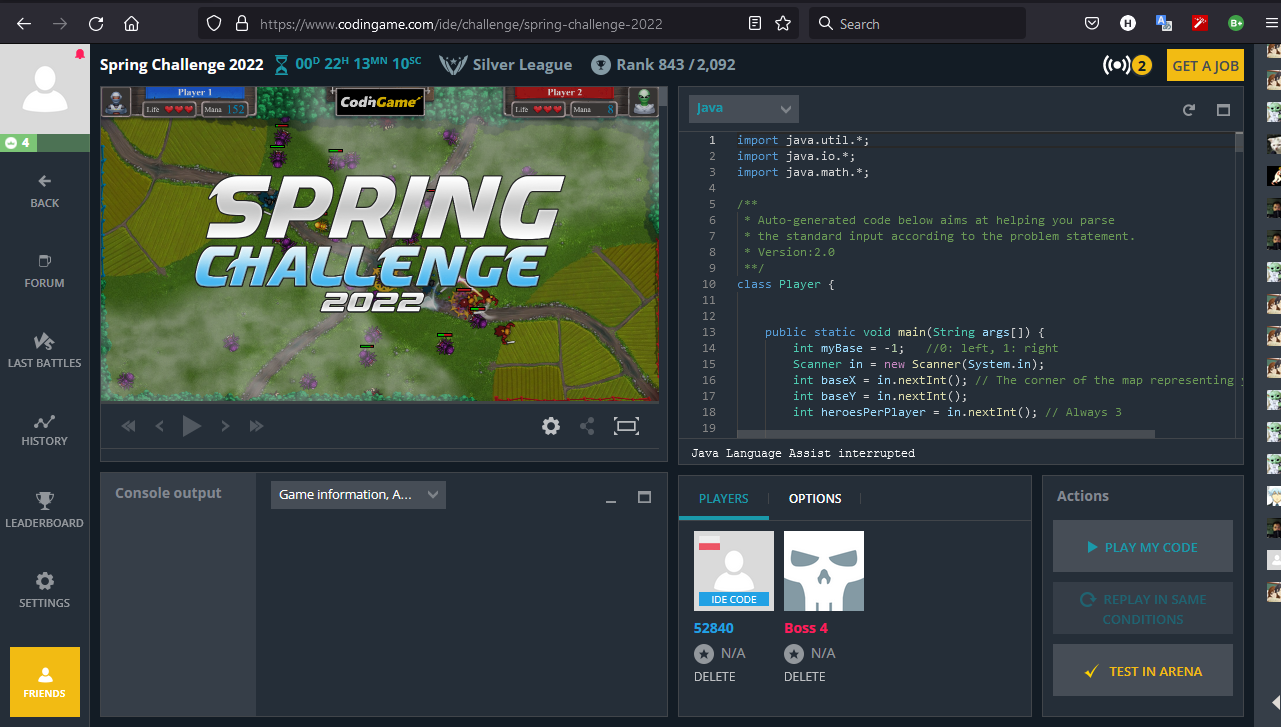 https://www.codingame.com/ide/challenge/spring-challenge-2022
Search
H
B+
Spring Challenge 2022
00D 22H 13MN 10SC
Silver League
Rank 843 / 2,092
2
GET A JOB
4
BACK
FORUM
LAST BATTLES
HISTORY
LEADERBOARD
SETTINGS
FRIENDS
Player 1
Life
Mana 152
CodinGame
Player 2
Life
Mana 8
SPRING
CHALLENGE
2022
Java
1 import java.util.*;
2 import java.io.*;
3 import java.math.*;
4
5 /**
6 * Auto-generated code below aims at helping you parse
7 * the standard input according to the problem statement.
8 * Version:2.0
9 **/
10 class Player {
11
12
13 public static void main(String args[]) {
14 int myBase = -1; //0: left, 1: right
15 Scanner in = new Scanner(System.in);
16 int baseX = in.nextInt(); // The corner of the map representing
17 int baseY = in.nextInt();
18 int heroesPerPlayer = in.nextInt(); // Always 3
19
Java Language Assist interrupted
Console output
Game information, A...
PLAYERS
OPTIONS
IDE CODE
52840
N/A
DELETE
Boss 4
N/A
DELETE
Actions
PLAY MY CODE
REPLAY IN SAME
CONDITIONS
TEST IN ARENA